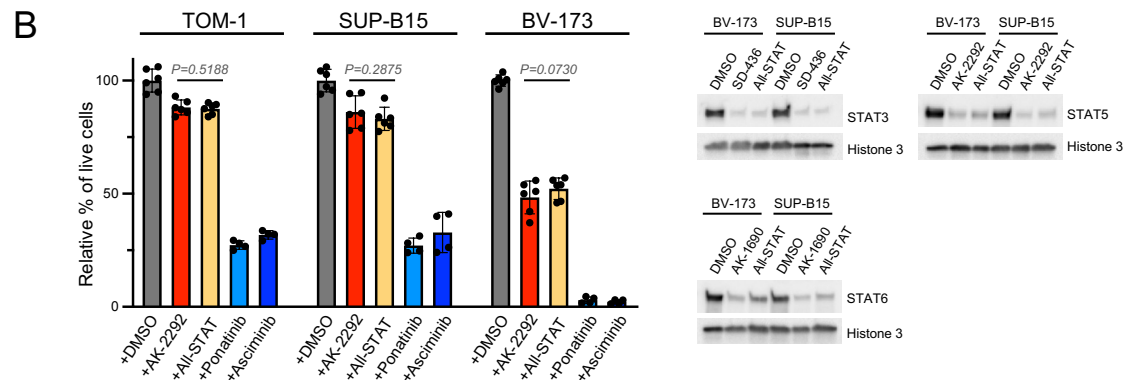 B
TOM-1
SUP-B15
BV-173
P=0.5188
P=0.2875
P=0.0730
Relative % of live cells
100
50
0
+DMSO
+AK-2292
+All-STAT
+Ponatinib
+Asciminib
+DMSO
+AK-2292
+All-STAT
+Ponatinib
+Asciminib
+DMSO
+AK-2292
+All-STAT
+Ponatinib
+Asciminib
BV-173
SUP-B15
DMSO
SD-436
All-STAT
DMSO
SD-436
All-STAT
STAT3
Histone 3
BV-173
SUP-B15
DMSO
AK-2292
All-STAT
DMSO
AK-2292
All-STAT
STAT5
Histone 3
BV-173
SUP-B15
DMSO
AK-1690
All-STAT
DMSO
AK-1690
All-STAT
STAT6
Histone 3